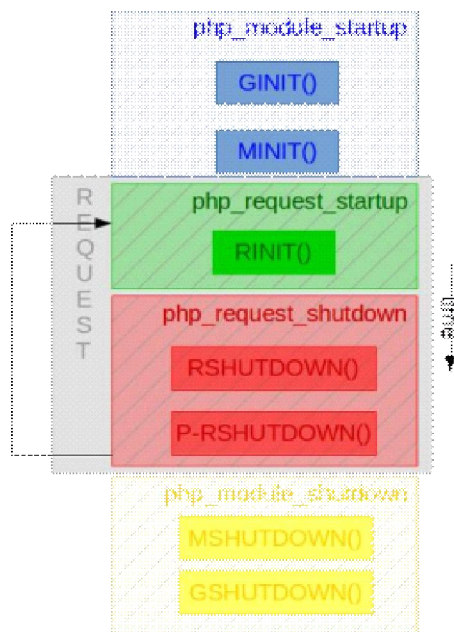 php_module_startup
GINIT()
MINIT()
REQUEST
php_request_startup
RINIT()
php_request_shutdown
RSHUTDOWN()
P-RSHUTDOWN()
php_module_shutdown
MSHUTDOWN()
GSHUTDOWN()